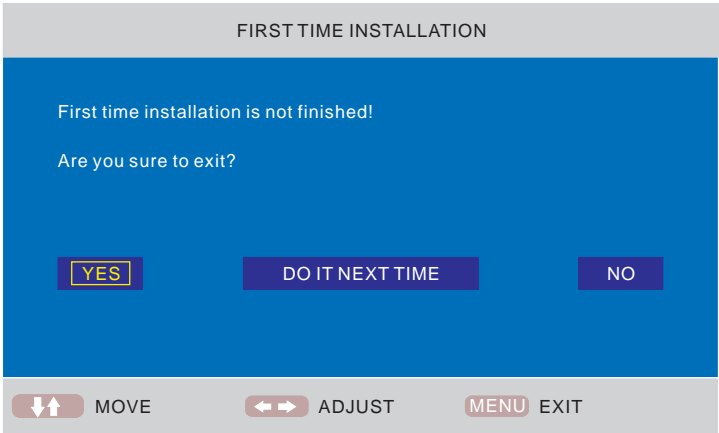 FIRST TIME INSTALLATION
First time installation is not finished!
Are you sure to exit?
YES DO IT NEXT TIME NO
MOVE ADJUST MENU EXIT